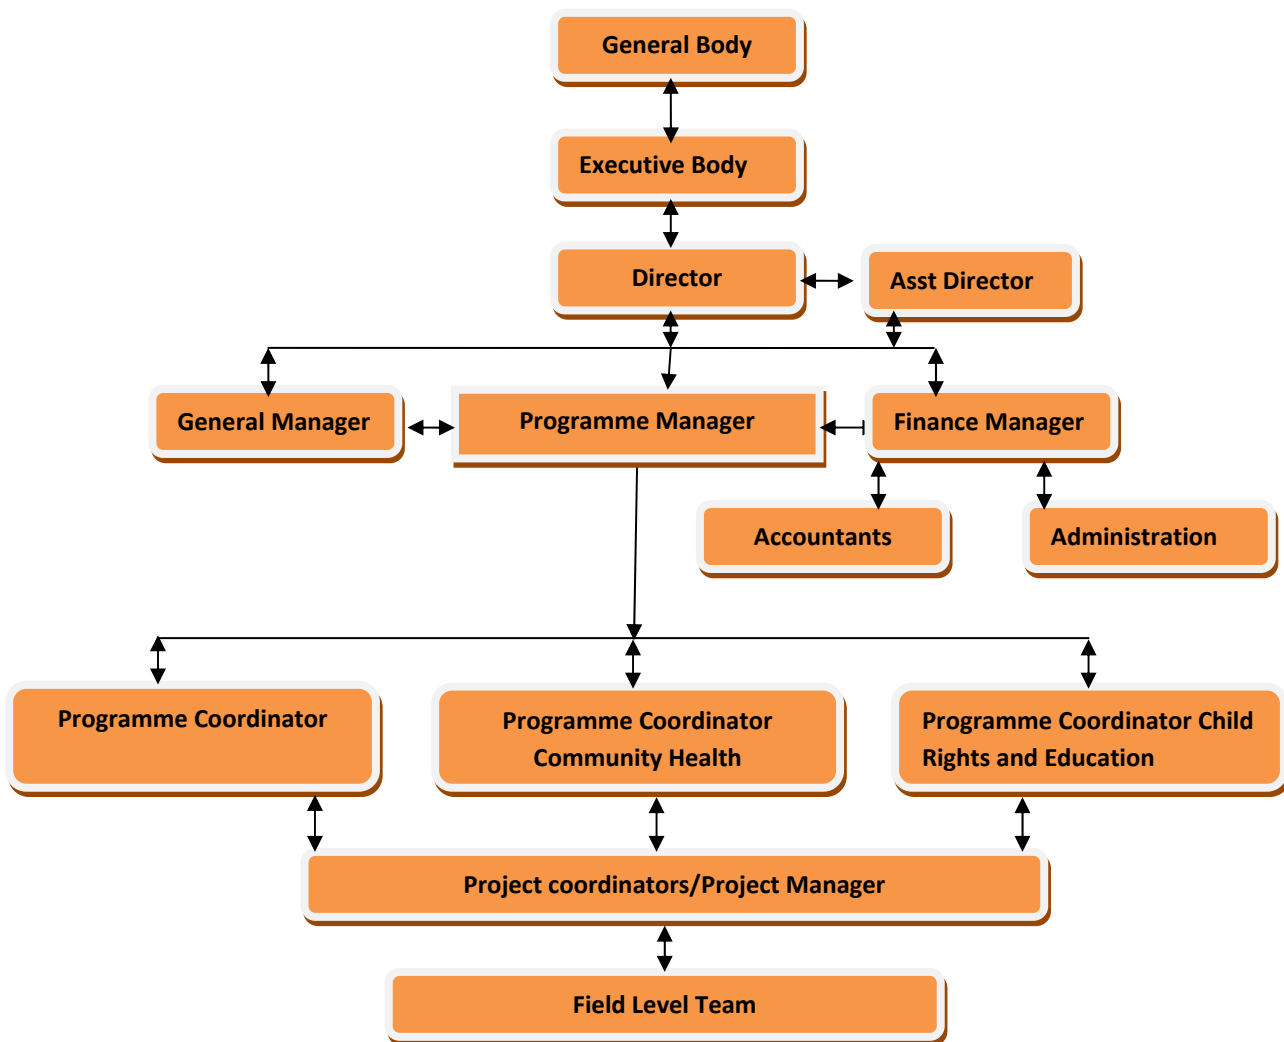 General Body
Executive Body
Director
Asst Director
General Manager
Programme Manager
Finance Manager
Accountants
Administration
Programme Coordinator
Programme Coordinator
Community Health
Programme Coordinator Child
Rights and Education
Project coordinators/Project Manager
Field Level Team